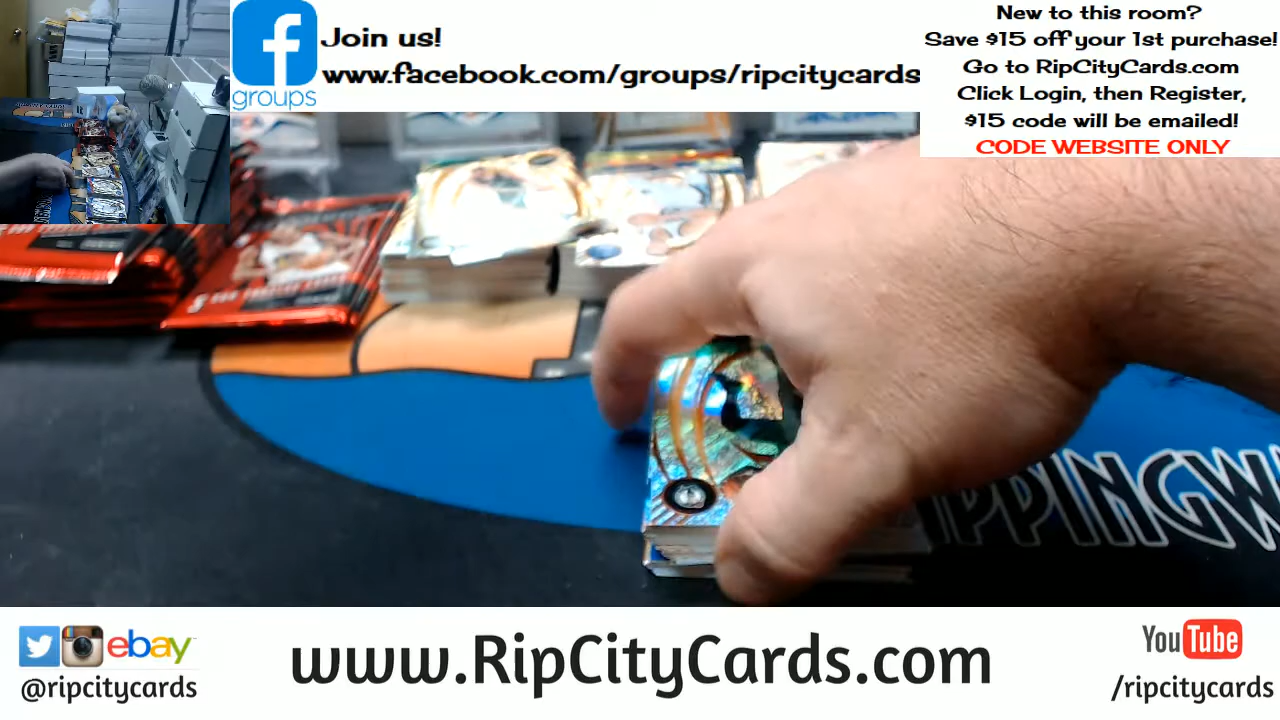 Join us!
www.facebook.com/groups/ripcitycards
groups
New to this room?
Save $15 off your 1st purchase!
Go to RipCityCards.com
Click Login, then Register,
$15 code will be emailed!
CODE WEBSITE ONLY
IPPINGW
ebay
@ripcitycards
www.RipCityCards.com
YouTube
/ripcitycards